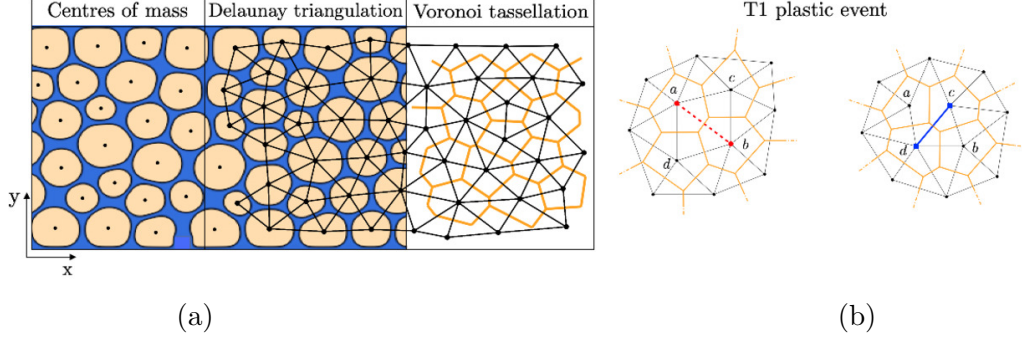 Centres of mass
Delaunay triangulation
Voronoi tassellation
T1 plastic event
a
c
b
d
a
c
d
b
y
x
(a)
(b)